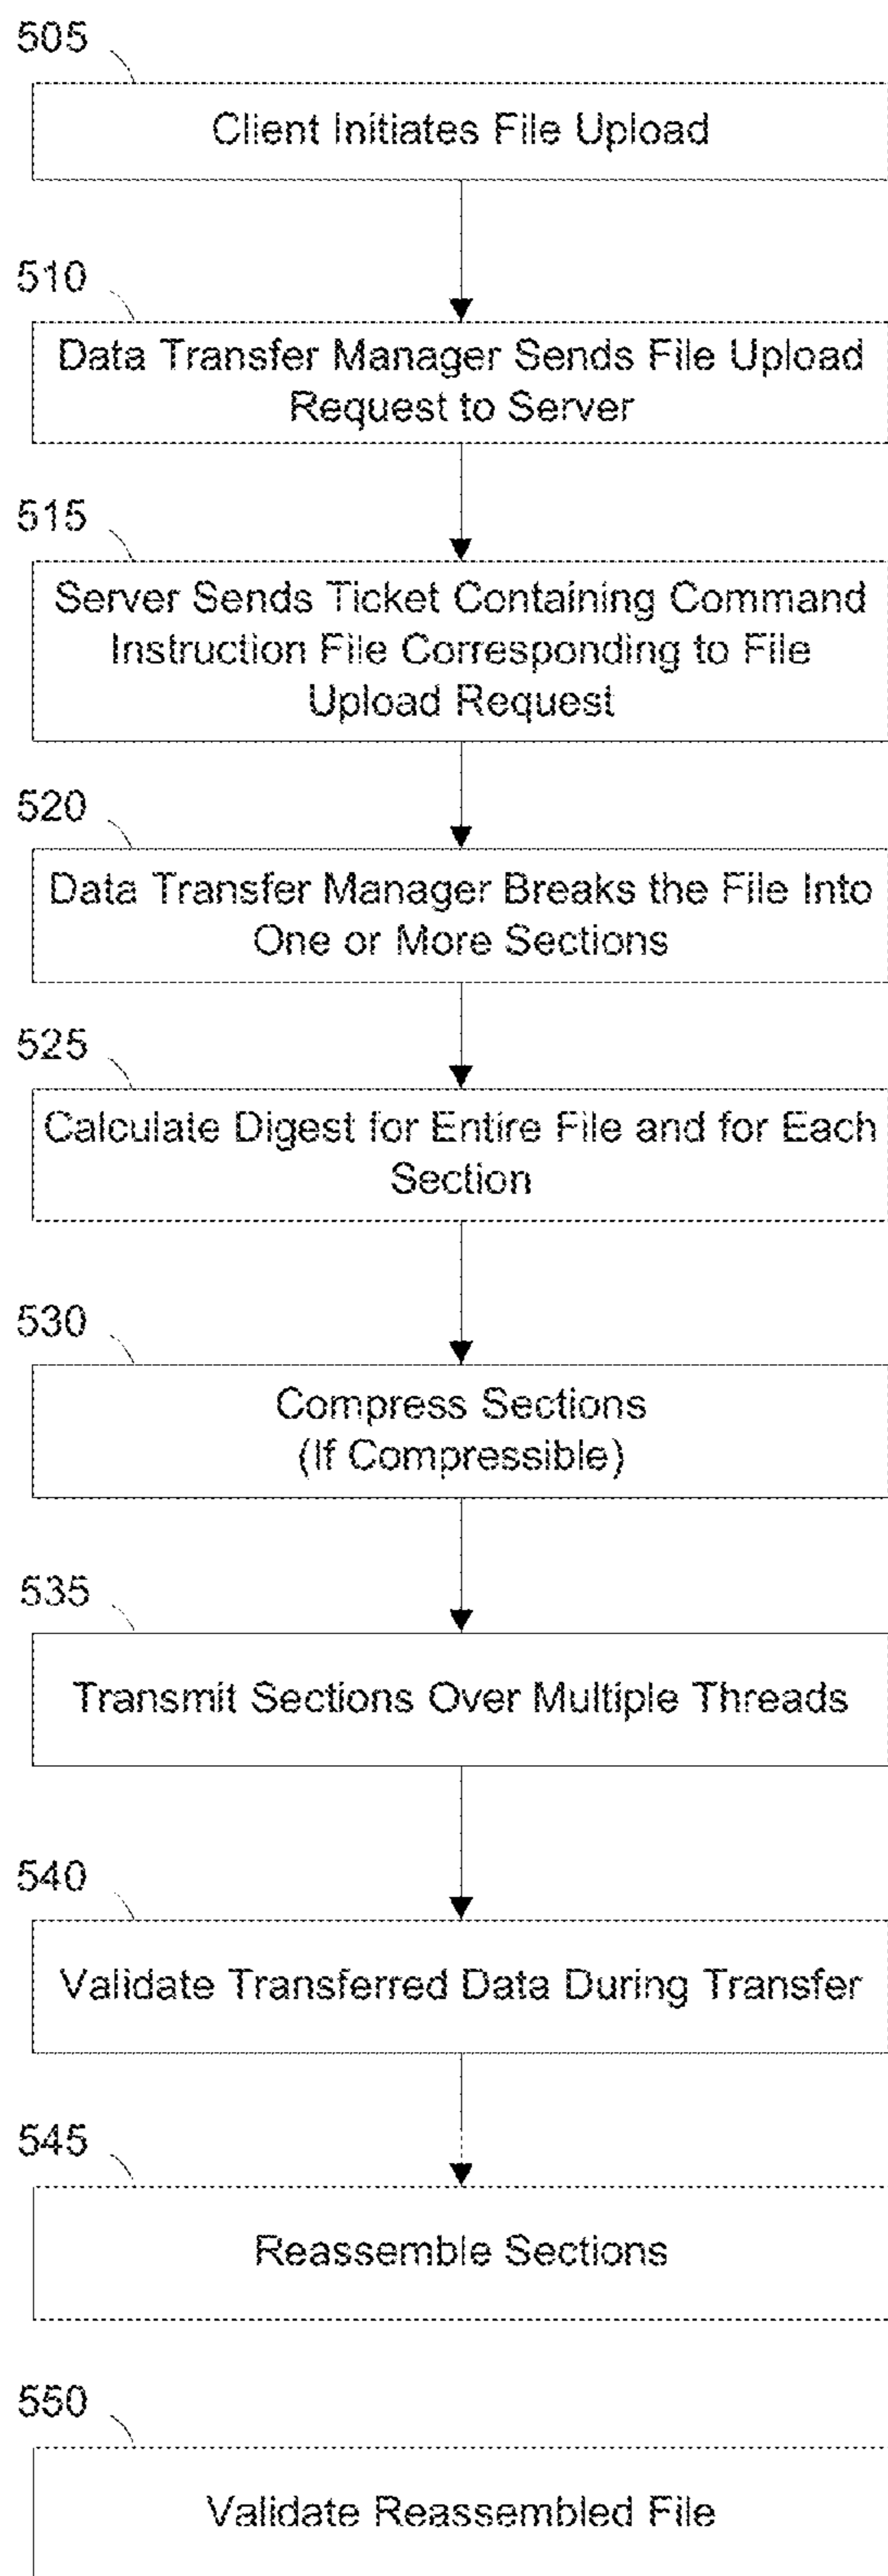 505
Client Initiates File Upload
510
Data Transfer Manager Sends File Upload
Request to Server
515
Server Sends Ticket Containing Command
Instruction File Corresponding to File
Upload Request
520
Data Transfer Manager Breaks the File Into
One or More Sections
525
Calculate Digest for Entire File and for Each
Section
530
Compress Sections
(If Compressible)
535
Transmit Sections Over Multiple Threads
540
Validate Transferred Data During Transfer
545
Reassemble Sections
550
Validate Reassembled File